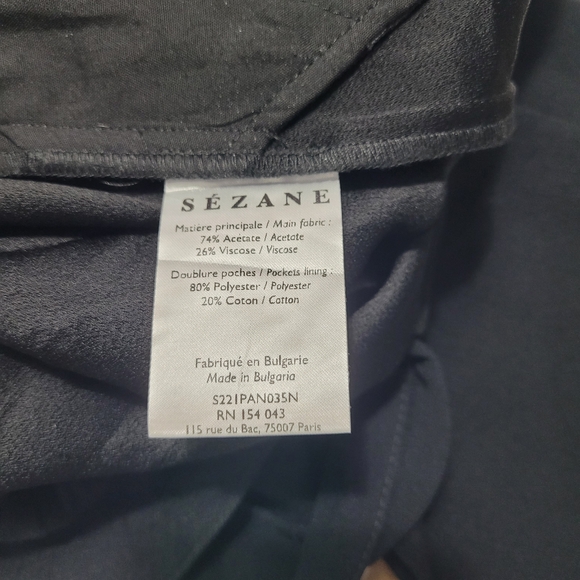 SÉZANE
Matière principale / Main fabric :
74% Acetate / Acetate
26% Viscose / Viscose
Doublure poches / Pockets lining :
80% Polyester / Polyester
20% Coton / Cotton
Fabriqué en Bulgarie
Made in Bulgaria
S221PAN035N
RN 154 043
115 rue du Bac, 75007 Paris